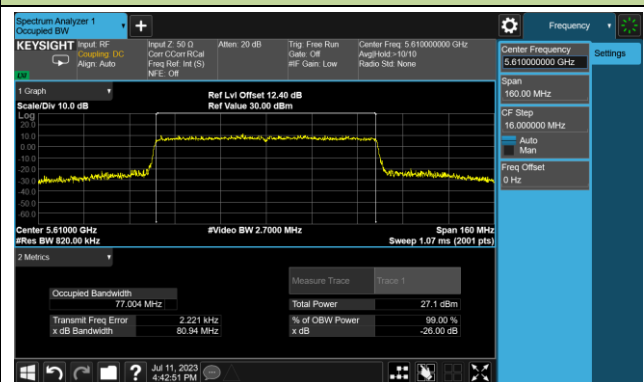 Spectrum Analyzer 1
Occupied BW
+
Frequency
KEYSIGHT
Input: RF
Coupling: DC
Align: Auto
Input Z: 50 Ω
Corr CCorr RCal
Freq Ref: Int (S)
NFE: Off
Atten: 20 dB
Trig: Free Run
Gate: Off
#IF Gain: Low
Center Freq: 5.610000000 GHz
Avg|Hold:>10/10
Radio Std: None
LXI
1 Graph
Scale/Div 10.0 dB
Ref Lvl Offset 12.40 dB
Ref Value 30.00 dBm
Log
20.0
10.0
0.00
-10.0
-20.0
-30.0
-40.0
-50.0
-60.0
Center 5.61000 GHz
#Res BW 820.00 kHz
#Video BW 2.7000 MHz
Span 160 MHz
Sweep 1.07 ms (2001 pts)
2 Metrics
Measure Trace
Trace 1
Occupied Bandwidth
77.004 MHz
Total Power
27.1 dBm
Transmit Freq Error
2.221 kHz
% of OBW Power
99.00 %
x dB Bandwidth
80.94 MHz
x dB
-26.00 dB
Center Frequency
5.610000000 GHz
Settings
Span
160.00 MHz
CF Step
16.000000 MHz
Auto
Man
Freq Offset
0 Hz
?
Jul 11, 2023
4:42:51 PM